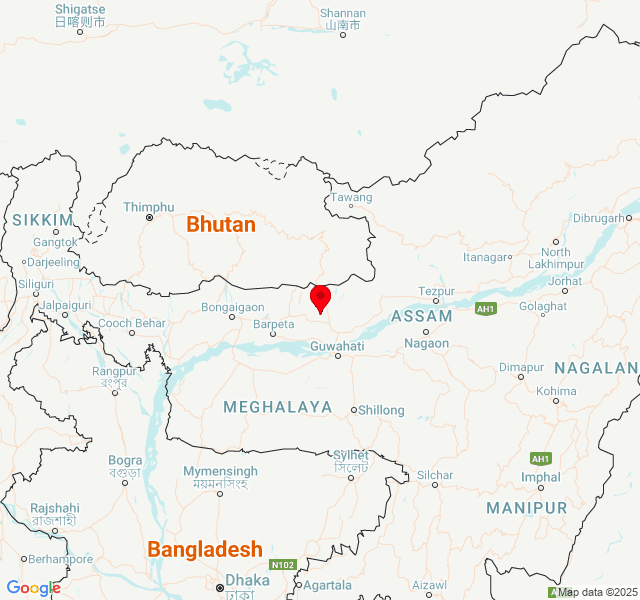 Shigatse
日喀则市
Shannan
山南市
Tawang
Thimphu
SIKKIM
Bhutan
Dibrugarh
Gangtok
Darjeeling
Itanagar
North
Lakhimpur
Siliguri
Jorhat
Tezpur
Jalpaiguri
Bongaigaon
AH1
Golaghat
Cooch Behar
Barpeta
ASSAM
Guwahati
Nagaon
Rangpur
রংপুর
Dimapur
NAGALAN
Kohima
MEGHALAYA
Shillong
Bogra
বগুড়া
Mymensingh
ময়মনসিংহ
Sylhet
সিলেট
AH1
Silchar
Imphal
Rajshahi
রাজশাহী
MANIPUR
Bangladesh
Berhampore
N102
Dhaka
ঢাকা
Agartala
Aizawl
Google
Map data ©2025